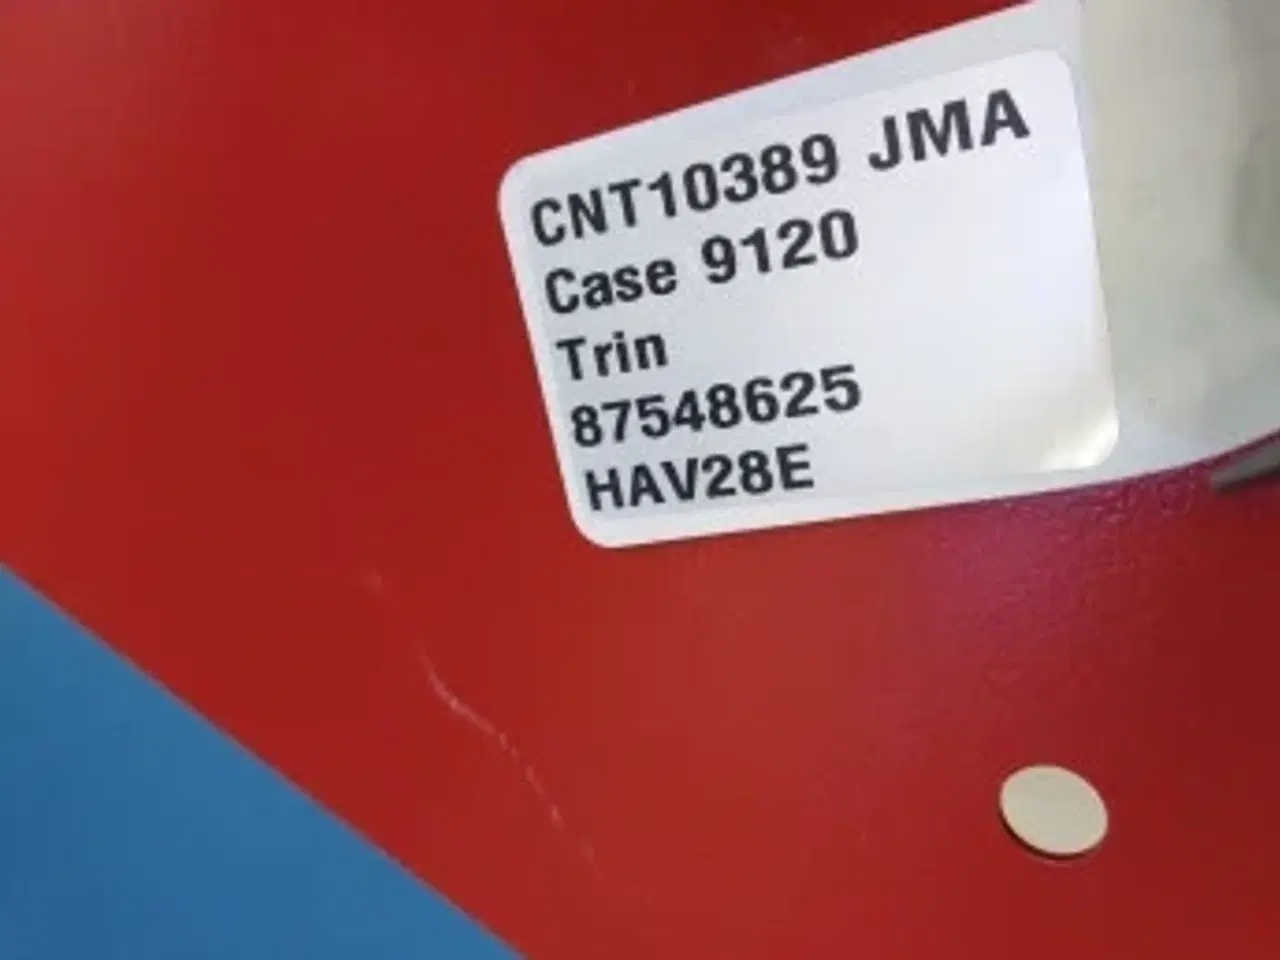 CNT10389 JMA
Case 9120
Trin
87548625
HAV28E